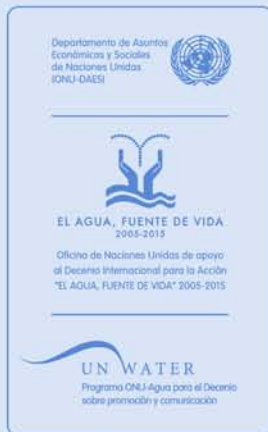 Departamento de Asuntos
Económicos y Sociales
de Naciones Unidas
(ONU-DAES)
EL AGUA, FUENTE DE VIDA
2005-2015
Oficina de Naciones Unidas de apoyo
al Decenio Internacional para la Acción
"EL AGUA, FUENTE DE VIDA" 2005-2015
UN WATER
Programa ONU-Agua para el Decenio
sobre promoción y comunicación